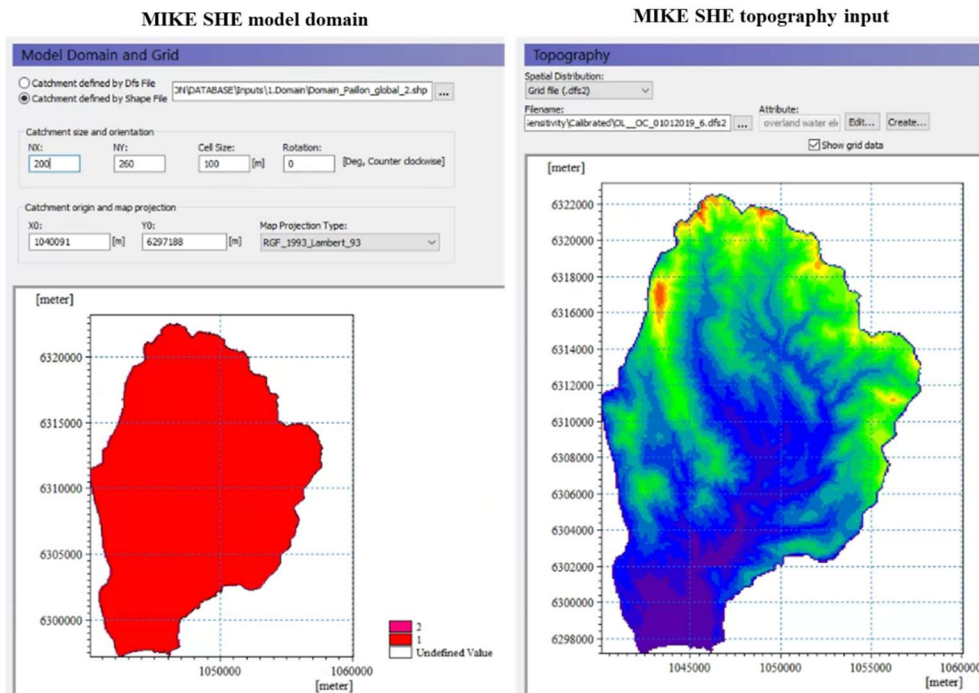 MIKE SHE model domain
Model Domain and Grid
Catchment defined by Dfs File
Catchment defined by Shape File
ON\DATABASE\Inputs\1.Domain\Domain_Paillon_global_2.shp
...
Catchment size and orientation
NX: NY: Cell Size: Rotation:
200 260 100 [m] 0 [Deg, Counter clockwise]
Catchment origin and map projection
X0: Y0: Map Projection Type:
1040091 [m] 6297188 [m] RGF_1993_Lambert_93
[meter]
6320000
6315000
6310000
6305000
6300000
2
1
Undefined Value
1050000 1060000
[meter]
MIKE SHE topography input
Topography
Spatial Distribution:
Grid file (.dfs2)
Filename: Attribute:
ensitivity\Calibrated\OL__OC_01012019_6.dfs2 ... overland water ele Edit... Create...
Show grid data
[meter]
6322000
6320000
6318000
6316000
6314000
6312000
6310000
6308000
6306000
6304000
6302000
6300000
6298000
1045000 1050000 1055000 1060000
[meter]